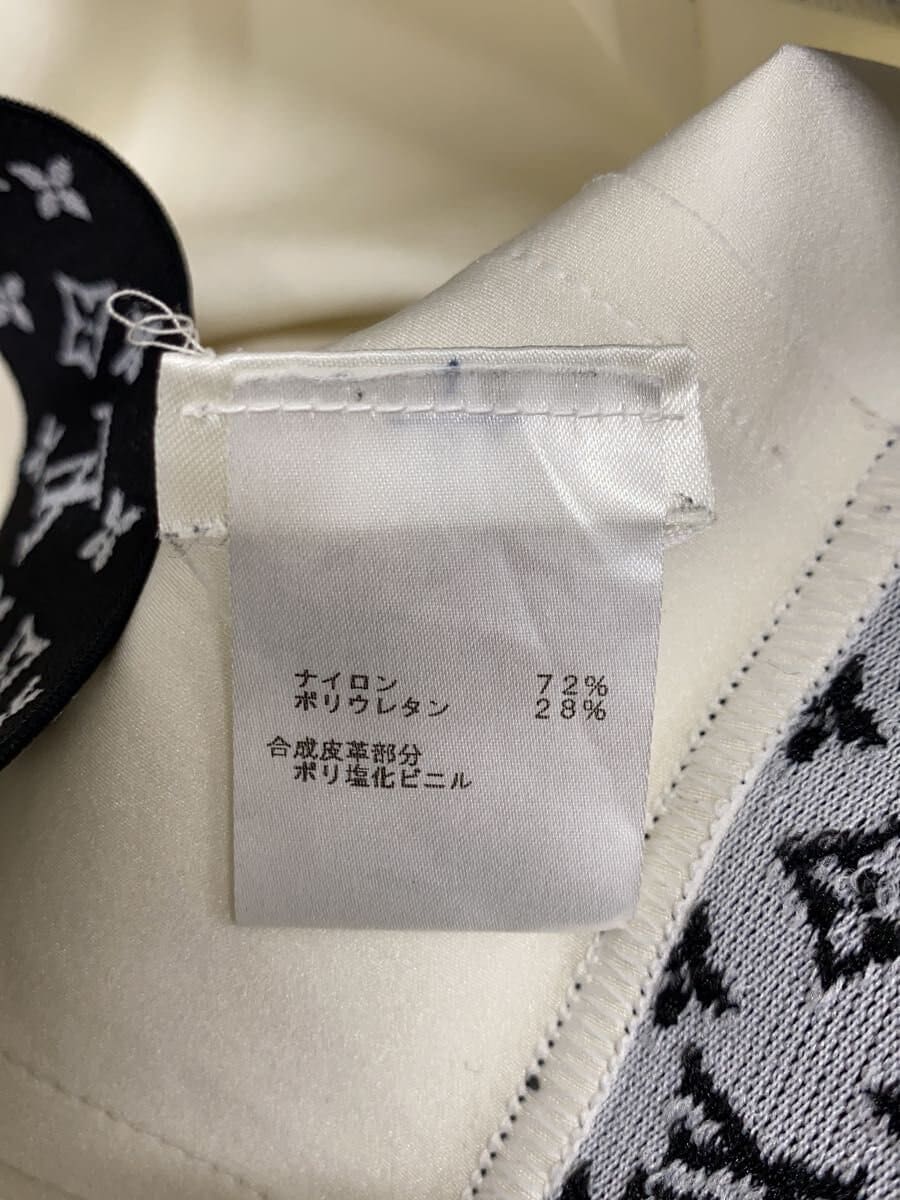 ナイロン 72%
ポリウレタン 28%
合成皮革部分
ポリ塩化ビニル